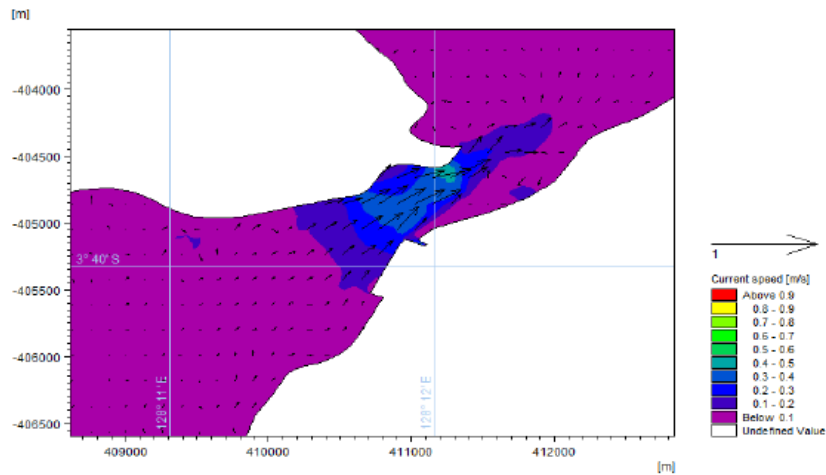 [m]
-404000
-404500
-405000
3° 40' S
-405500
-406000
-406500
128° 11' E
128° 12' E
409000
410000
411000
412000
[m]
1
Current speed [m/s]
Above 0.9
0.8 - 0.9
0.7 - 0.8
0.6 - 0.7
0.5 - 0.6
0.4 - 0.5
0.3 - 0.4
0.2 - 0.3
0.1 - 0.2
Below 0.1
Undefined Value